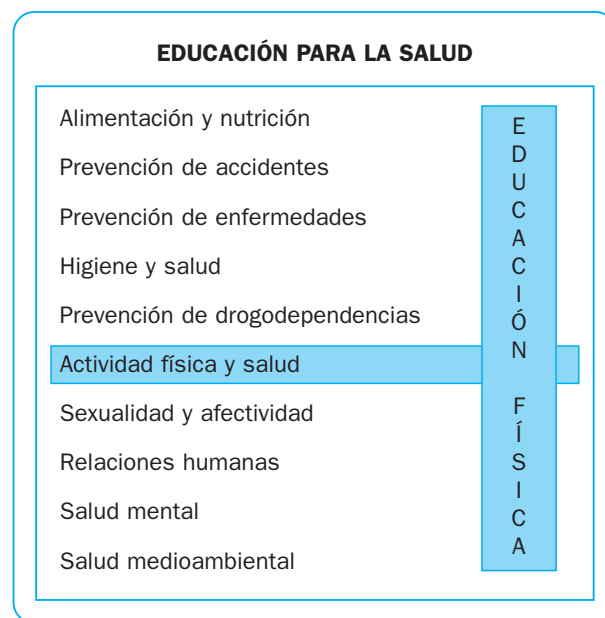 EDUCACIÓN PARA LA SALUD
Alimentación y nutrición
Prevención de accidentes
Prevención de enfermedades
Higiene y salud
Prevención de drogodependencias
Actividad física y salud
Sexualidad y afectividad
Relaciones humanas
Salud mental
Salud medioambiental
EDUCACIÓN FÍSICA